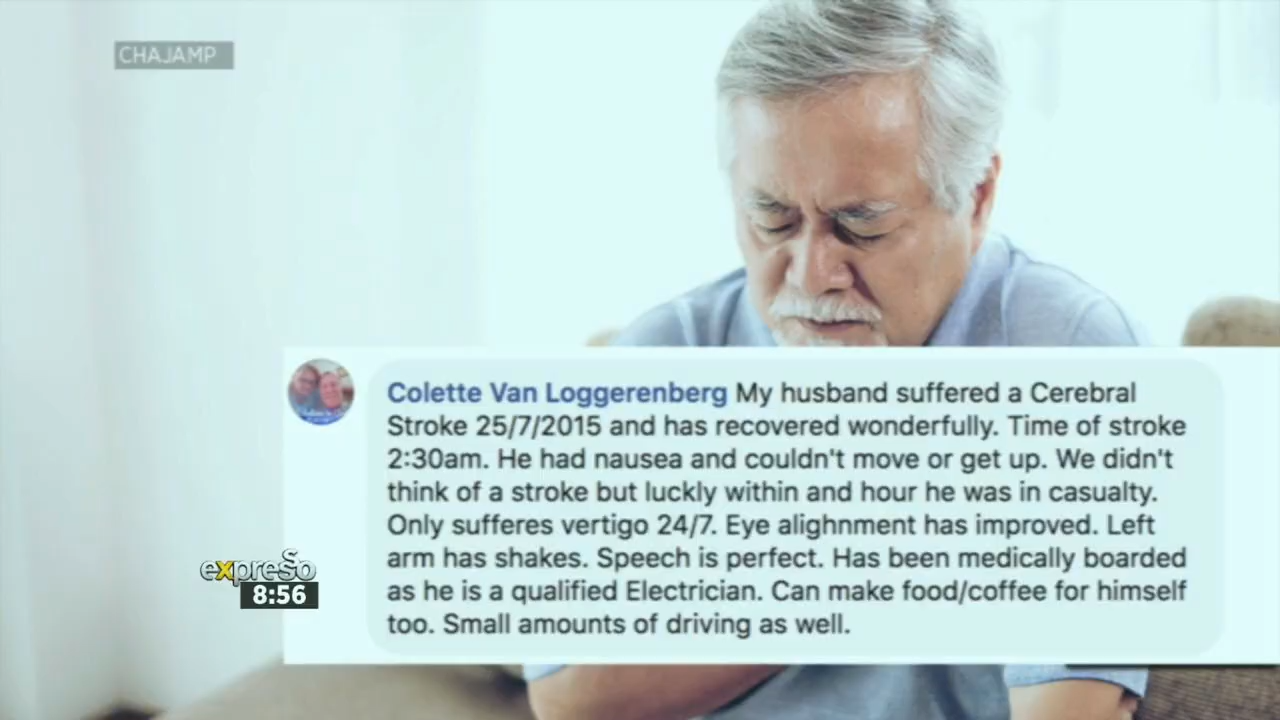 CHAJAMP
Colette Van Loggerenberg My husband suffered a Cerebral
Stroke 25/7/2015 and has recovered wonderfully. Time of stroke
2:30am. He had nausea and couldn't move or get up. We didn't
think of a stroke but luckly within and hour he was in casualty.
Only sufferes vertigo 24/7. Eye alighnment has improved. Left
arm has shakes. Speech is perfect. Has been medically boarded
as he is a qualified Electrician. Can make food/coffee for himself
too. Small amounts of driving as well.
expresso
8:56